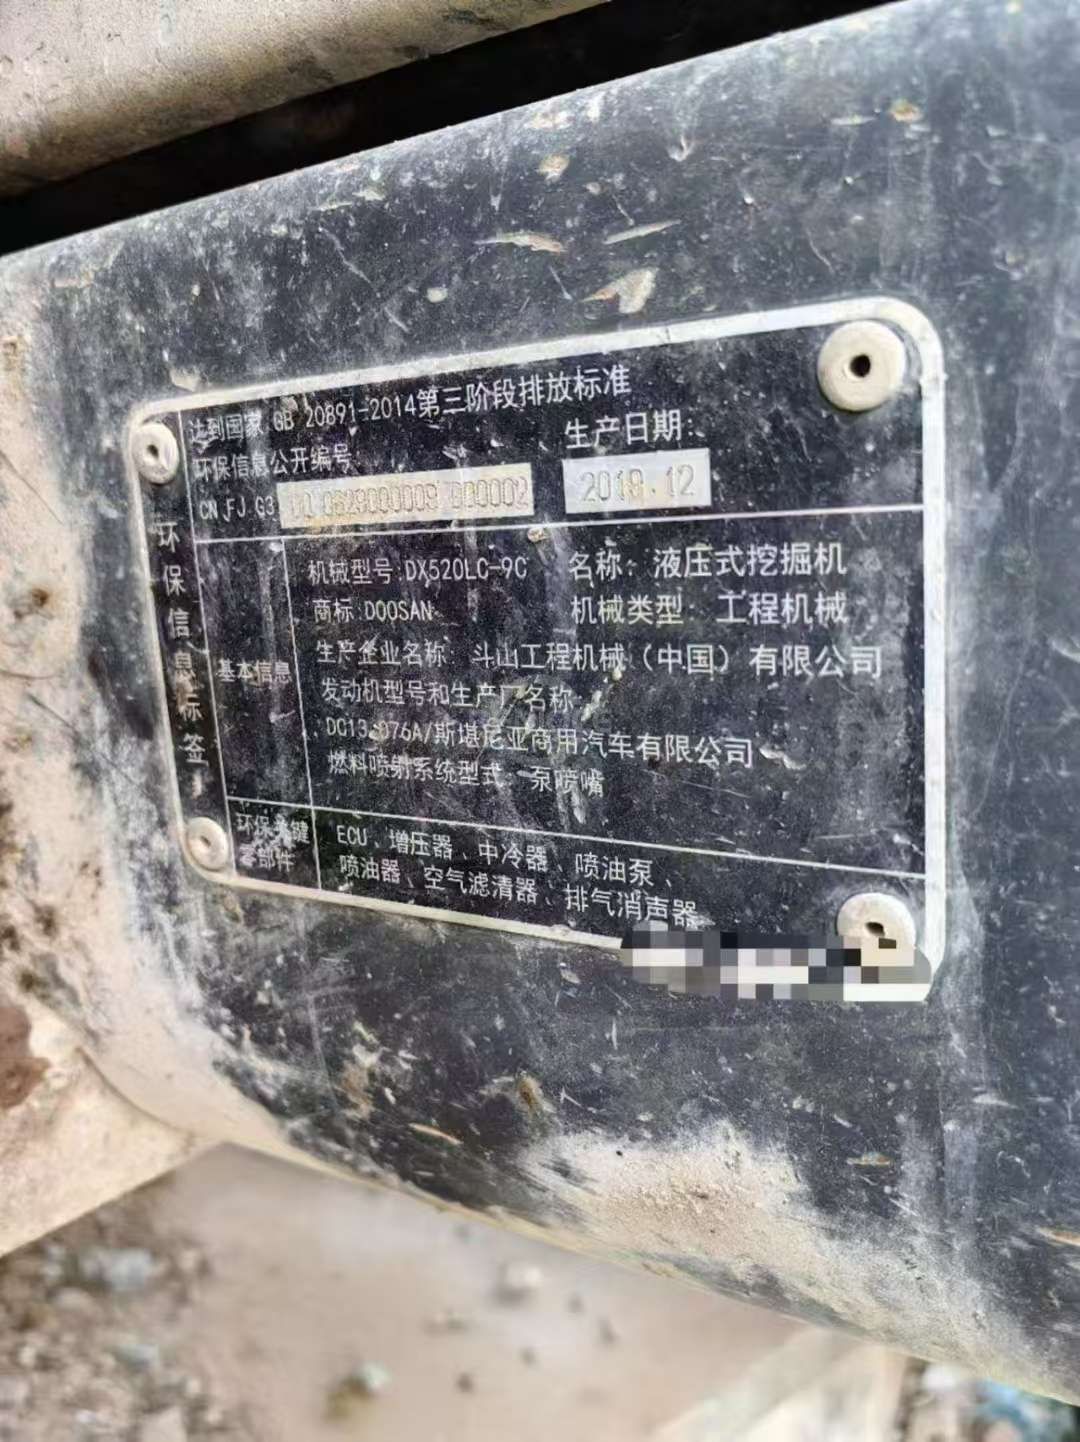 达到国家 GB 20891-2014第三阶段排放标准
环保信息公开编号
生产日期:
CN FJ G3
2018.12
环保信息标签
基本信息
机械型号:DX520LC-9C 名称: 液压式挖掘机
商标:DOOSAN 机械类型: 工程机械
生产企业名称: 斗山工程机械(中国)有限公司
发动机型号和生产厂名称:
DC13 076A/斯堪尼亚商用汽车有限公司
燃料喷射系统型式: 泵喷嘴
环保关键
零部件
ECU、增压器、中冷器、喷油泵、
喷油器、空气滤清器、排气消声器